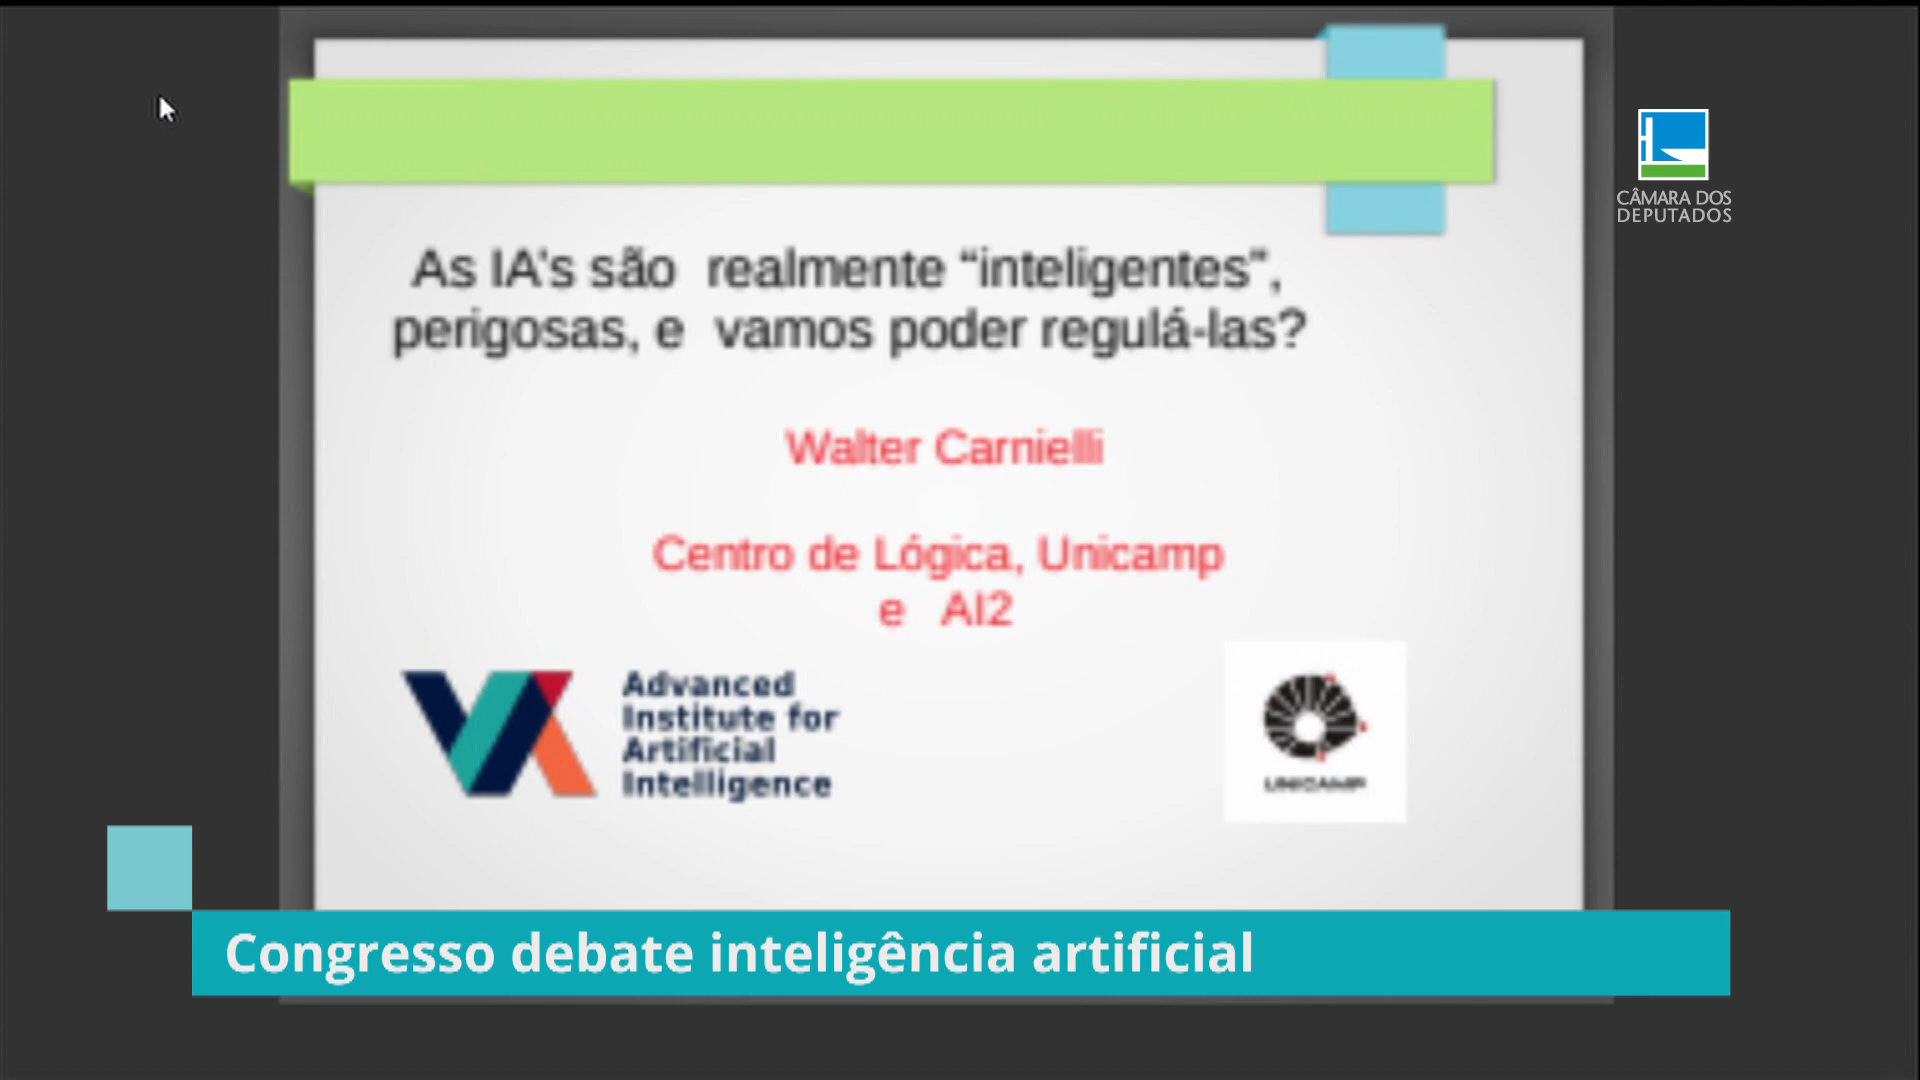 As IA's são realmente “inteligentes”,
perigosas, e vamos poder regulá-las?
Walter Carnielli
Centro de Lógica, Unicamp
e AI2
Advanced
Institute for
Artificial
Intelligence
UNICAMP
CÂMARA DOS
DEPUTADOS
Congresso debate inteligência artificial